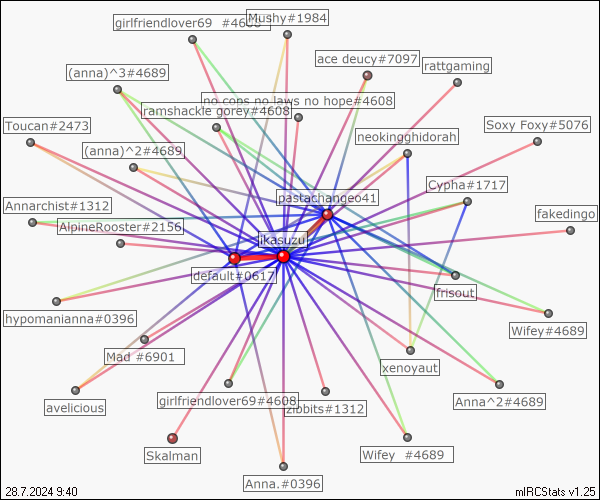 Mushy#1984
girlfriendlover69 #4608
ace deucy#7097
rattgaming
(anna)^3#4689
no cops no laws no hope#4608
ramshackle gorey#4608
Toucan#2473
Soxy Foxy#5076
neokingghidorah
(anna)^2#4689
Cypha#1717
pastachangeo41
Annarchist#1312
fakedingo
AlpineRooster#2156
ikasuzu
default#0617
frisout
hypomanianna#0396
Wifey#4689
Mad #6901
xenoyaut
avelicious
girlfriendlover69#4608
zibbits#1312
Anna^2#4689
Skalman
Wifey #4689
Anna.#0396
28.7.2024 9:40
mIRCStats v1.25